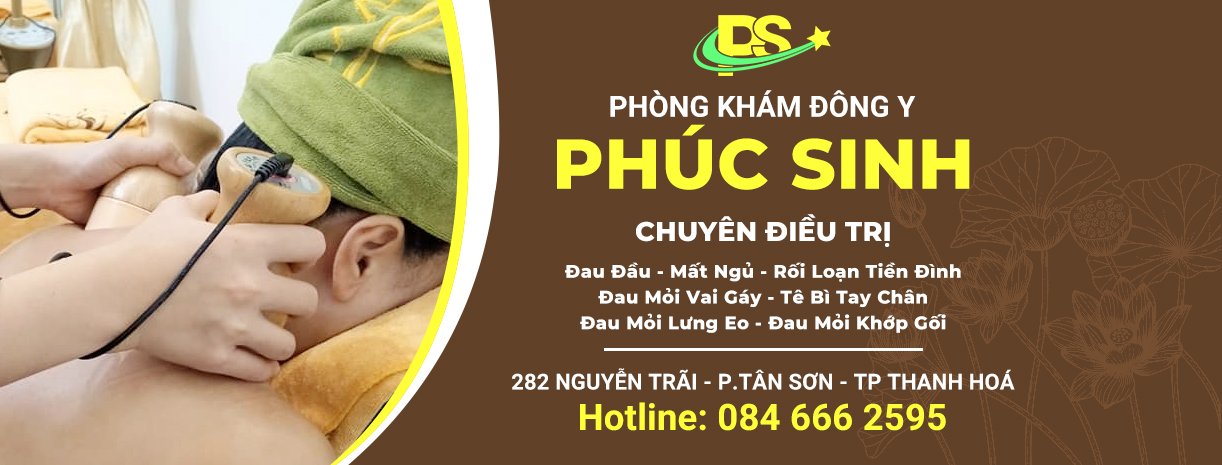 PS
PHÒNG KHÁM ĐÔNG Y
PHÚC SINH
CHUYÊN ĐIỀU TRỊ
Đau Đầu - Mất Ngủ - Rối Loạn Tiền Đình
Đau Mỏi Vai Gáy - Tê Bì Tay Chân
Đau Mỏi Lưng Eo - Đau Mỏi Khớp Gối
282 NGUYỄN TRÃI - P.TÂN SƠN - TP THANH HOÁ
Hotline: 084 666 2595